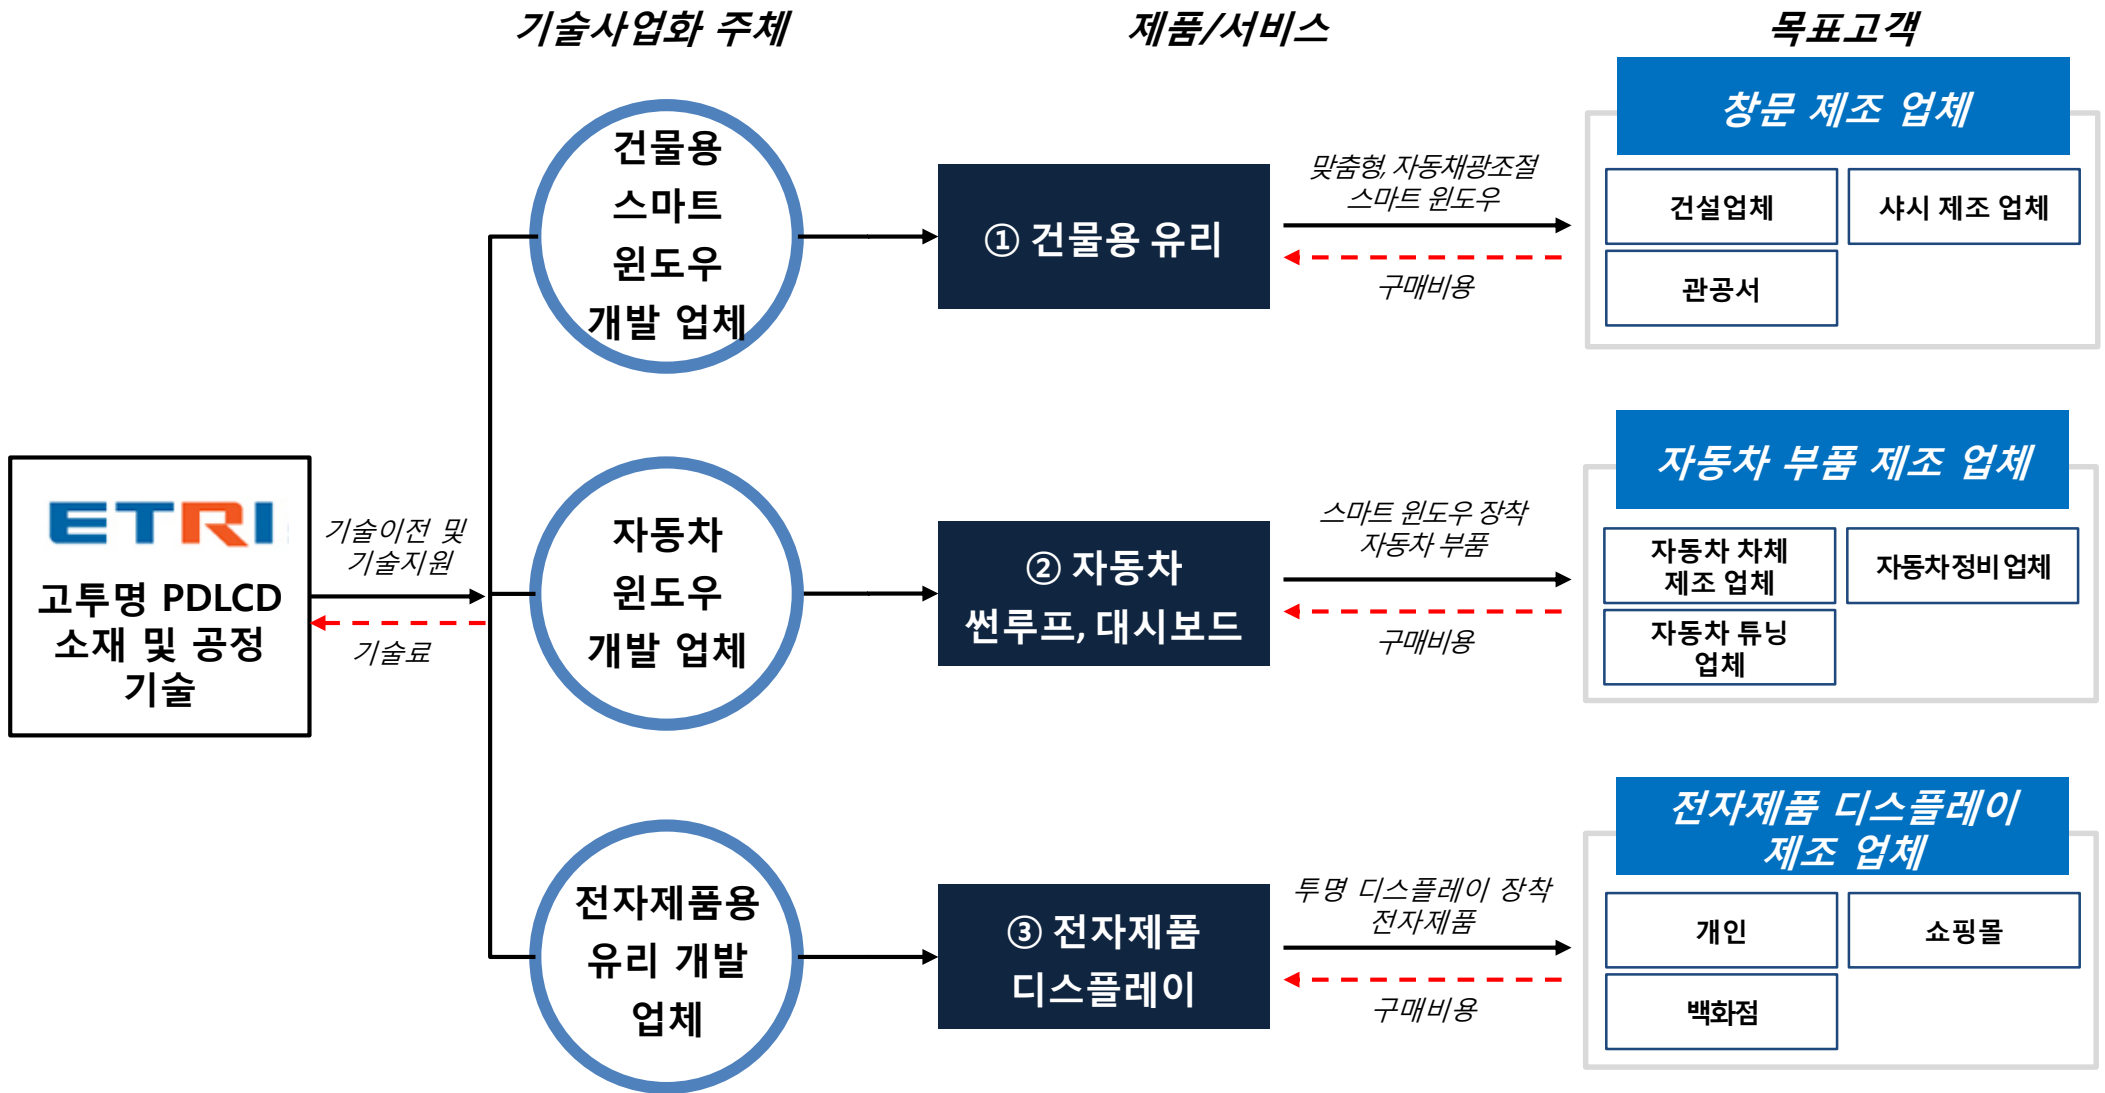 기술사업화 주체
제품/서비스
목표고객
ETRI
고투명 PDLCD
소재 및 공정
기술
기술이전 및
기술지원
기술료
건물용
스마트
윈도우
개발 업체
① 건물용 유리
맞춤형, 자동채광조절
스마트 윈도우
구매비용
창문 제조 업체
건설업체
샤시 제조 업체
관공서
자동차
윈도우
개발 업체
② 자동차
썬루프, 대시보드
스마트 윈도우 장착
자동차 부품
구매비용
자동차 부품 제조 업체
자동차 차체
제조 업체
자동차정비 업체
자동차 튜닝
업체
전자제품용
유리 개발
업체
③ 전자제품
디스플레이
투명 디스플레이 장착
전자제품
구매비용
전자제품 디스플레이
제조 업체
개인
쇼핑몰
백화점